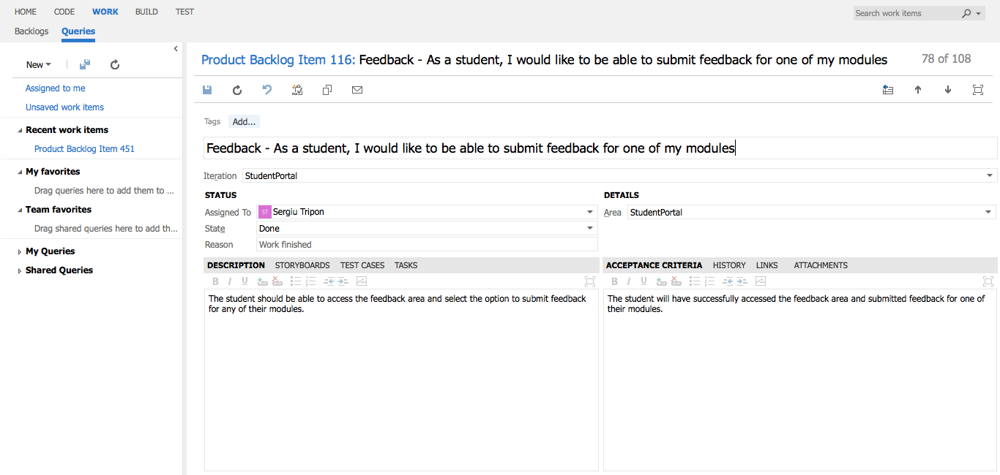 HOME CODE WORK BUILD TEST
Search work items
Backlogs Queries
New
Assigned to me
Unsaved work items
Recent work items
Product Backlog Item 451
My favorites
Drag queries here to add them to ...
Team favorites
Drag shared queries here to add th...
My Queries
Shared Queries
Product Backlog Item 116: Feedback - As a student, I would like to be able to submit feedback for one of my modules
78 of 108
Tags Add...
Feedback - As a student, I would like to be able to submit feedback for one of my modules
Iteration StudentPortal
STATUS
Assigned To ST Sergiu Tripon
State Done
Reason Work finished
DETAILS
Area StudentPortal
DESCRIPTION STORYBOARDS TEST CASES TASKS
B I U
The student should be able to access the feedback area and select the option to submit feedback
for any of their modules.
ACCEPTANCE CRITERIA HISTORY LINKS ATTACHMENTS
B I U
The student will have successfully accessed the feedback area and submitted feedback for one of
their modules.